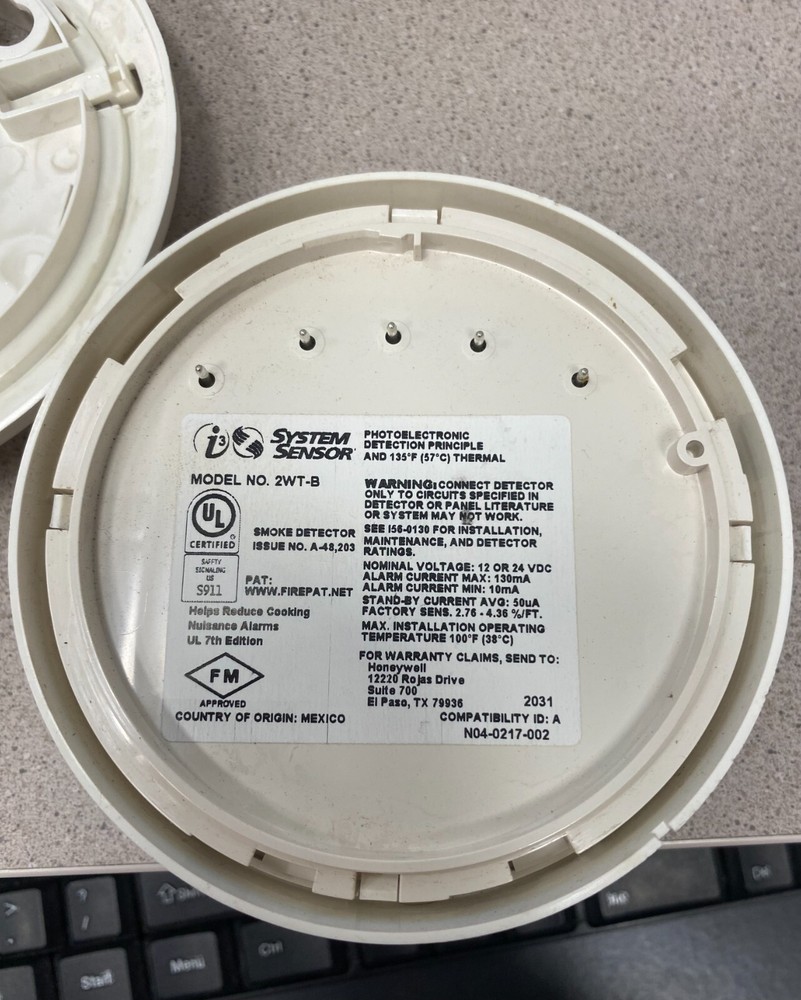 i3
SYSTEM
SENSOR
PHOTOELECTRONIC
DETECTION PRINCIPLE
AND 135°F (57°C) THERMAL
MODEL NO. 2WT-B
UL
CERTIFIED
SAFETY
SIGNALING
US
S911
SMOKE DETECTOR
ISSUE NO. A-48,203
PAT:
WWW.FIREPAT.NET
Helps Reduce Cooking
Nuisance Alarms
UL 7th Edition
FM
APPROVED
COUNTRY OF ORIGIN: MEXICO
WARNING: CONNECT DETECTOR
ONLY TO CIRCUITS SPECIFIED IN
DETECTOR OR PANEL LITERATURE
OR SYSTEM MAY NOT WORK.
SEE I56-0130 FOR INSTALLATION,
MAINTENANCE, AND DETECTOR
RATINGS.
NOMINAL VOLTAGE: 12 OR 24 VDC
ALARM CURRENT MAX: 130mA
ALARM CURRENT MIN: 10mA
STAND-BY CURRENT AVG: 50uA
FACTORY SENS. 2.76 - 4.36 %/FT.
MAX. INSTALLATION OPERATING
TEMPERATURE 100°F (38°C)
FOR WARRANTY CLAIMS, SEND TO:
Honeywell
12220 Rojas Drive
Suite 700
El Paso, TX 79936
2031
COMPATIBILITY ID: A
N04-0217-002
>
.
?
/
Menu
Ctrl
Ins
Del